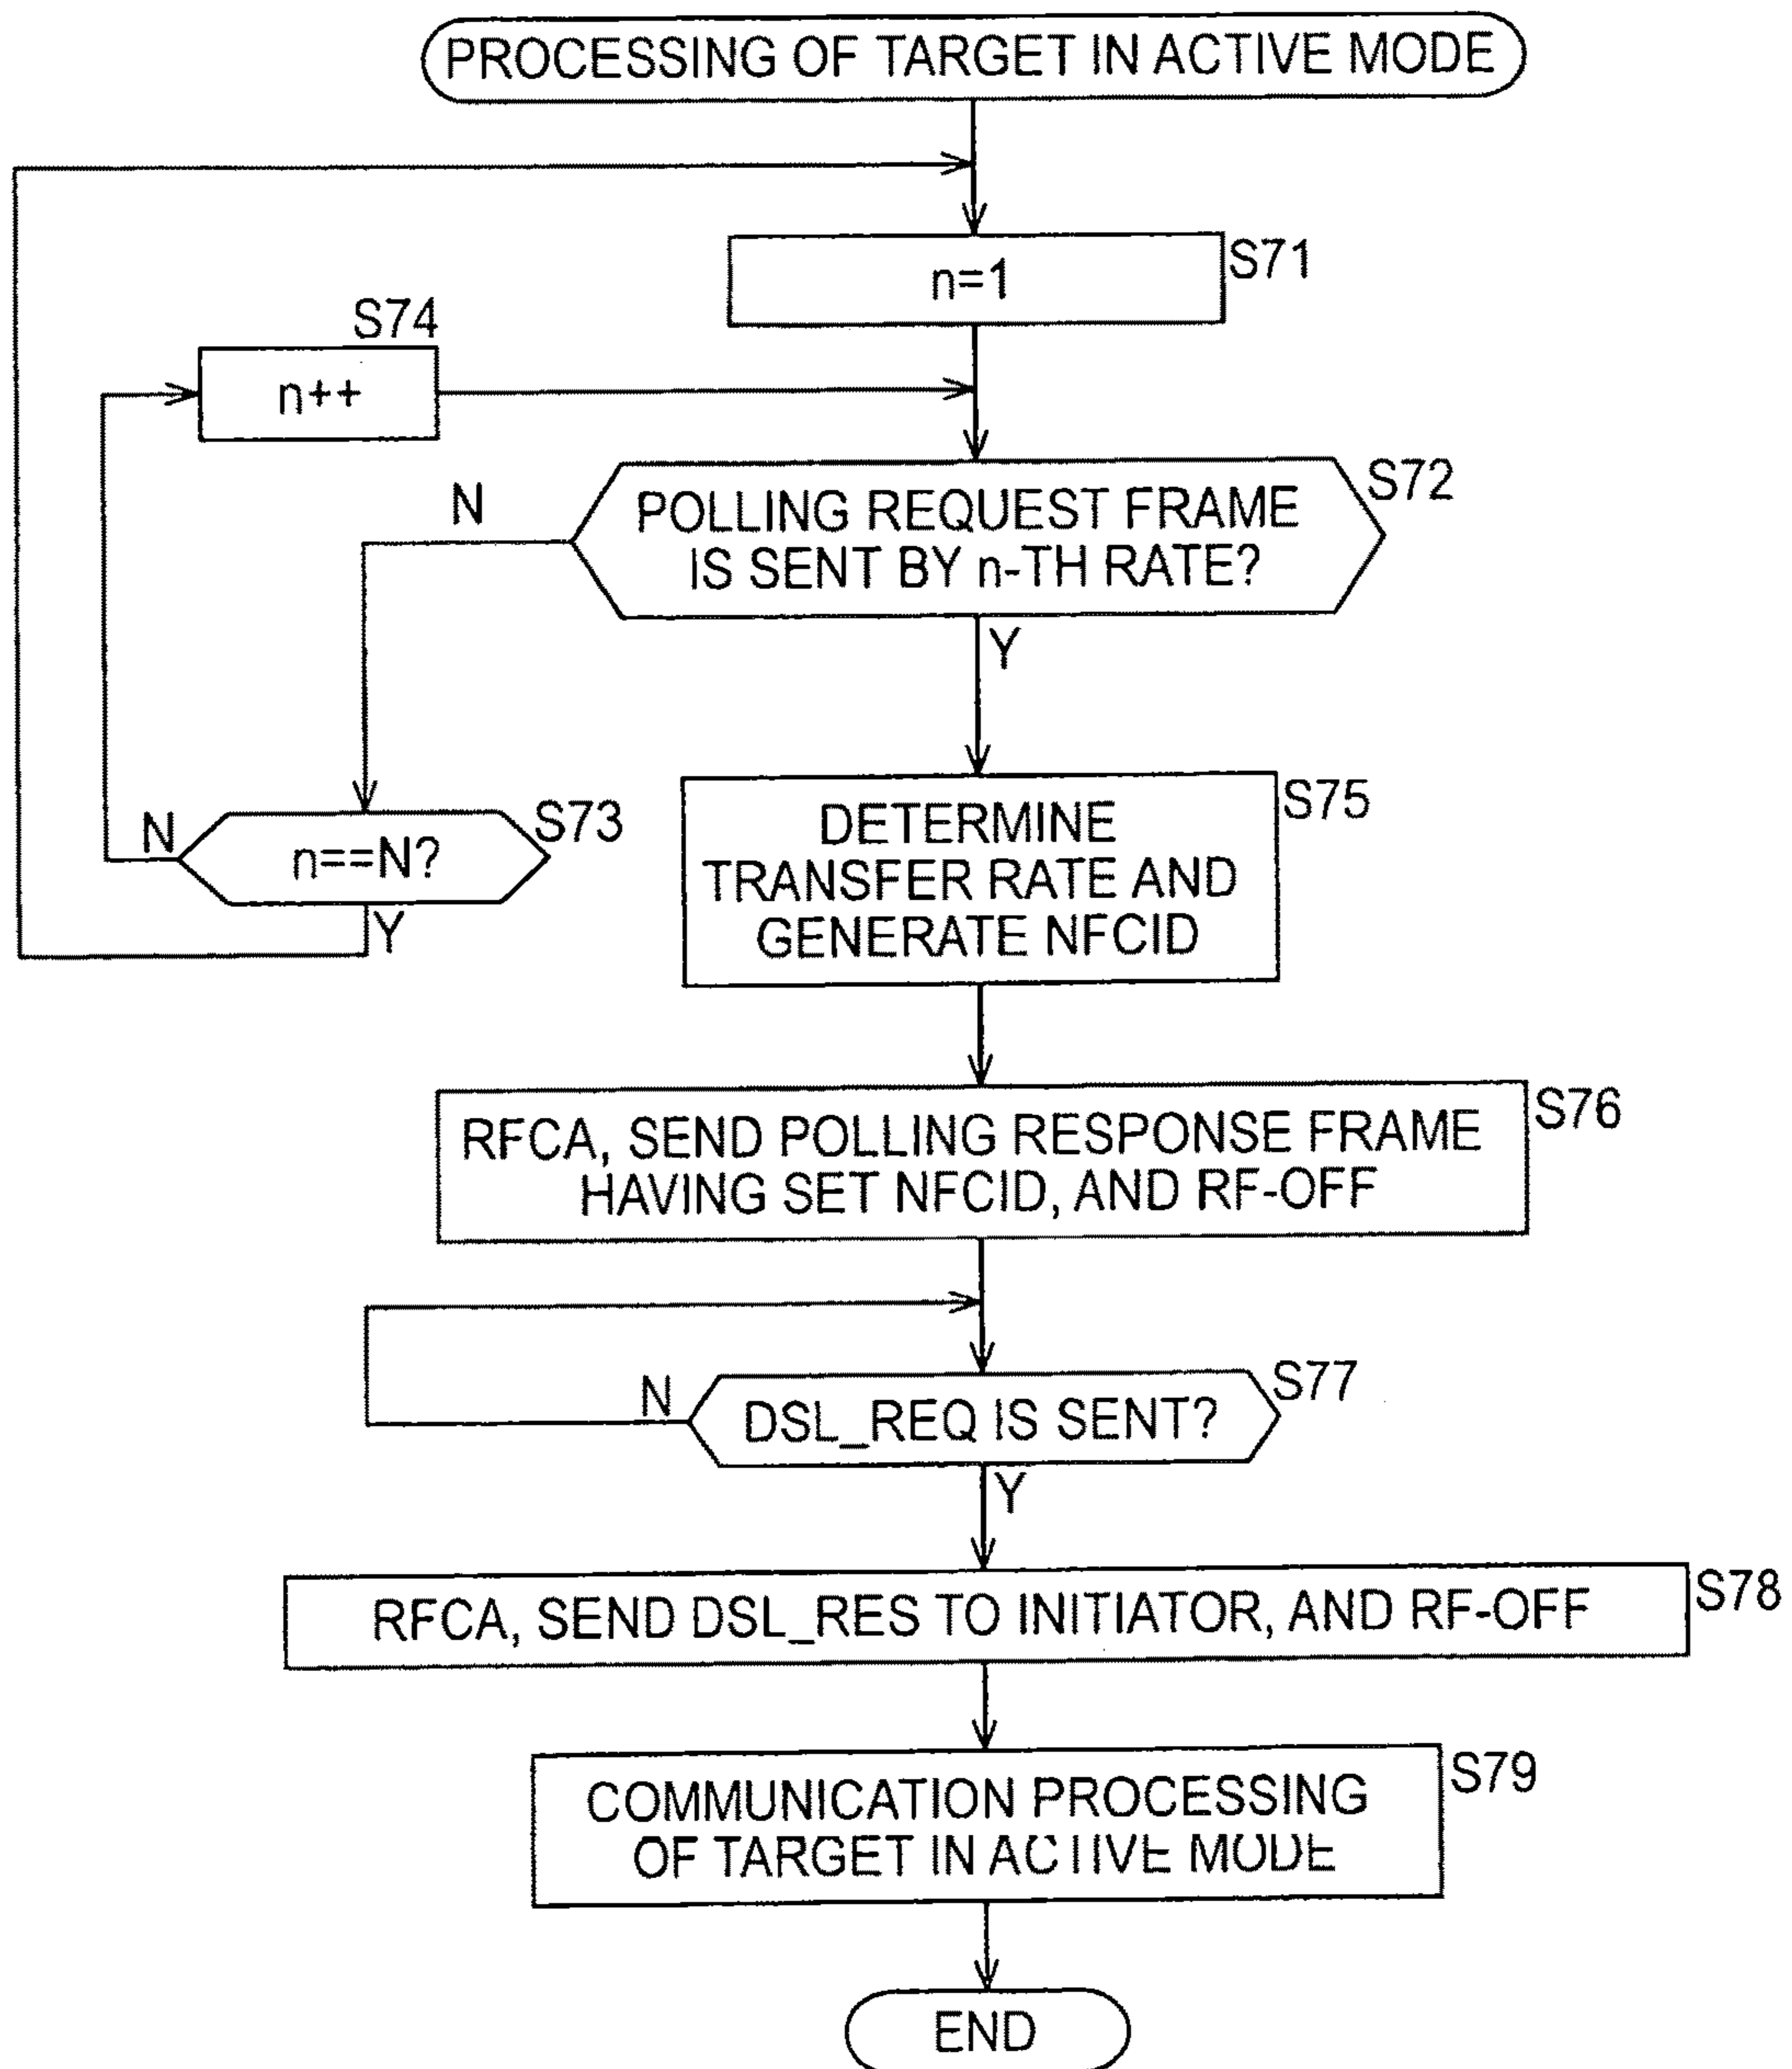 PROCESSING OF TARGET IN ACTIVE MODE
S71
n=1
S74
n++
S72
N
POLLING REQUEST FRAME
IS SENT BY n-TH RATE?
Y
S75
DETERMINE
TRANSFER RATE AND
GENERATE NFCID
N
S73
n==N?
Y
S76
RFCA, SEND POLLING RESPONSE FRAME
HAVING SET NFCID, AND RF-OFF
S77
N
DSL_REQ IS SENT?
Y
S78
RFCA, SEND DSL_RES TO INITIATOR, AND RF-OFF
S79
COMMUNICATION PROCESSING
OF TARGET IN ACTIVE MODE
END